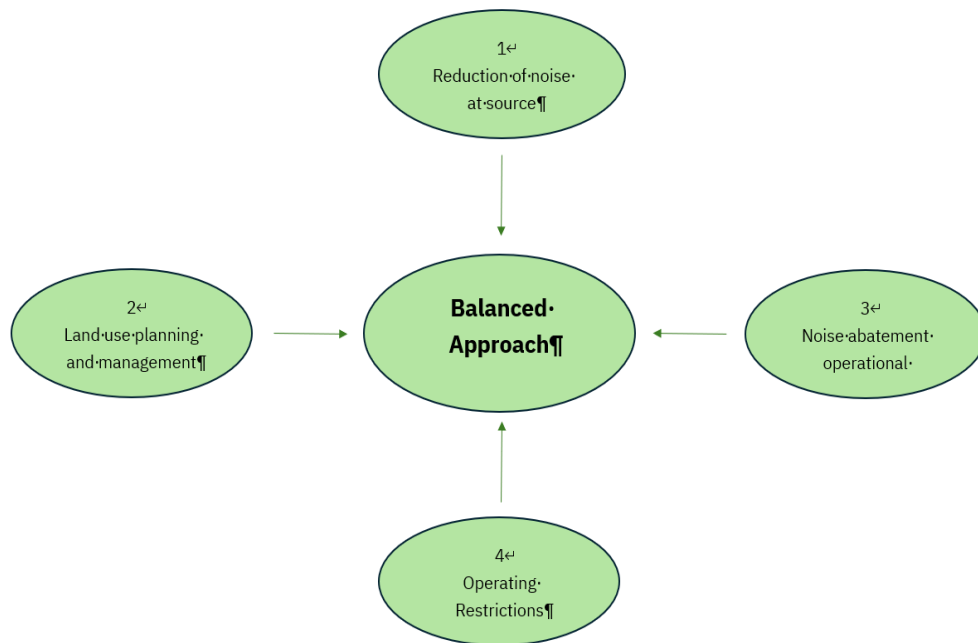 1↵
Reduction·of·noise·
at·source¶
Balanced·
Approach¶
2↵
Land·use·planning·
and·management¶
3↵
Noise·abatement·
operational·
4↵
Operating·
Restrictions¶